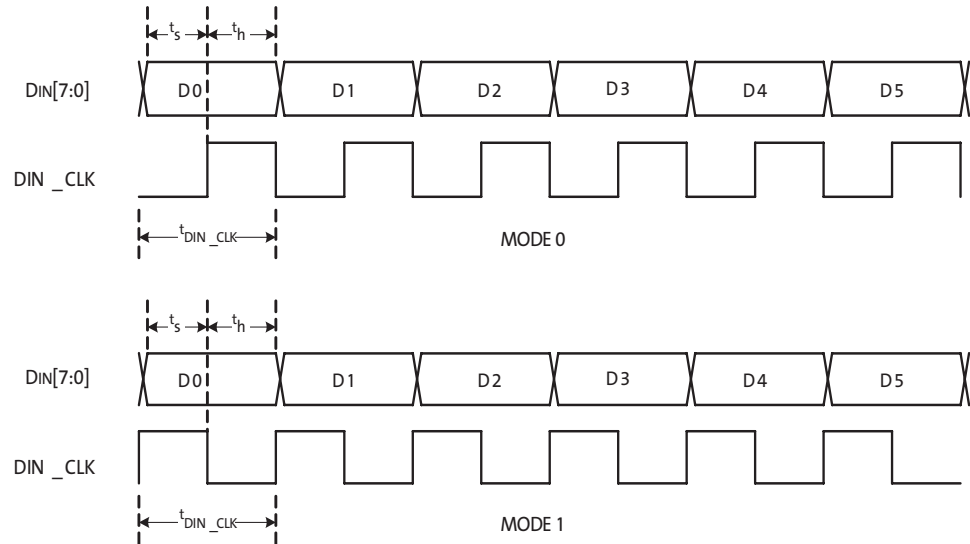 ts th
DIN[7:0] D0 D1 D2 D3 D4 D5
DIN _CLK
tDIN _CLK MODE 0
ts th
DIN[7:0] D0 D1 D2 D3 D4 D5
DIN _CLK
tDIN _CLK MODE 1